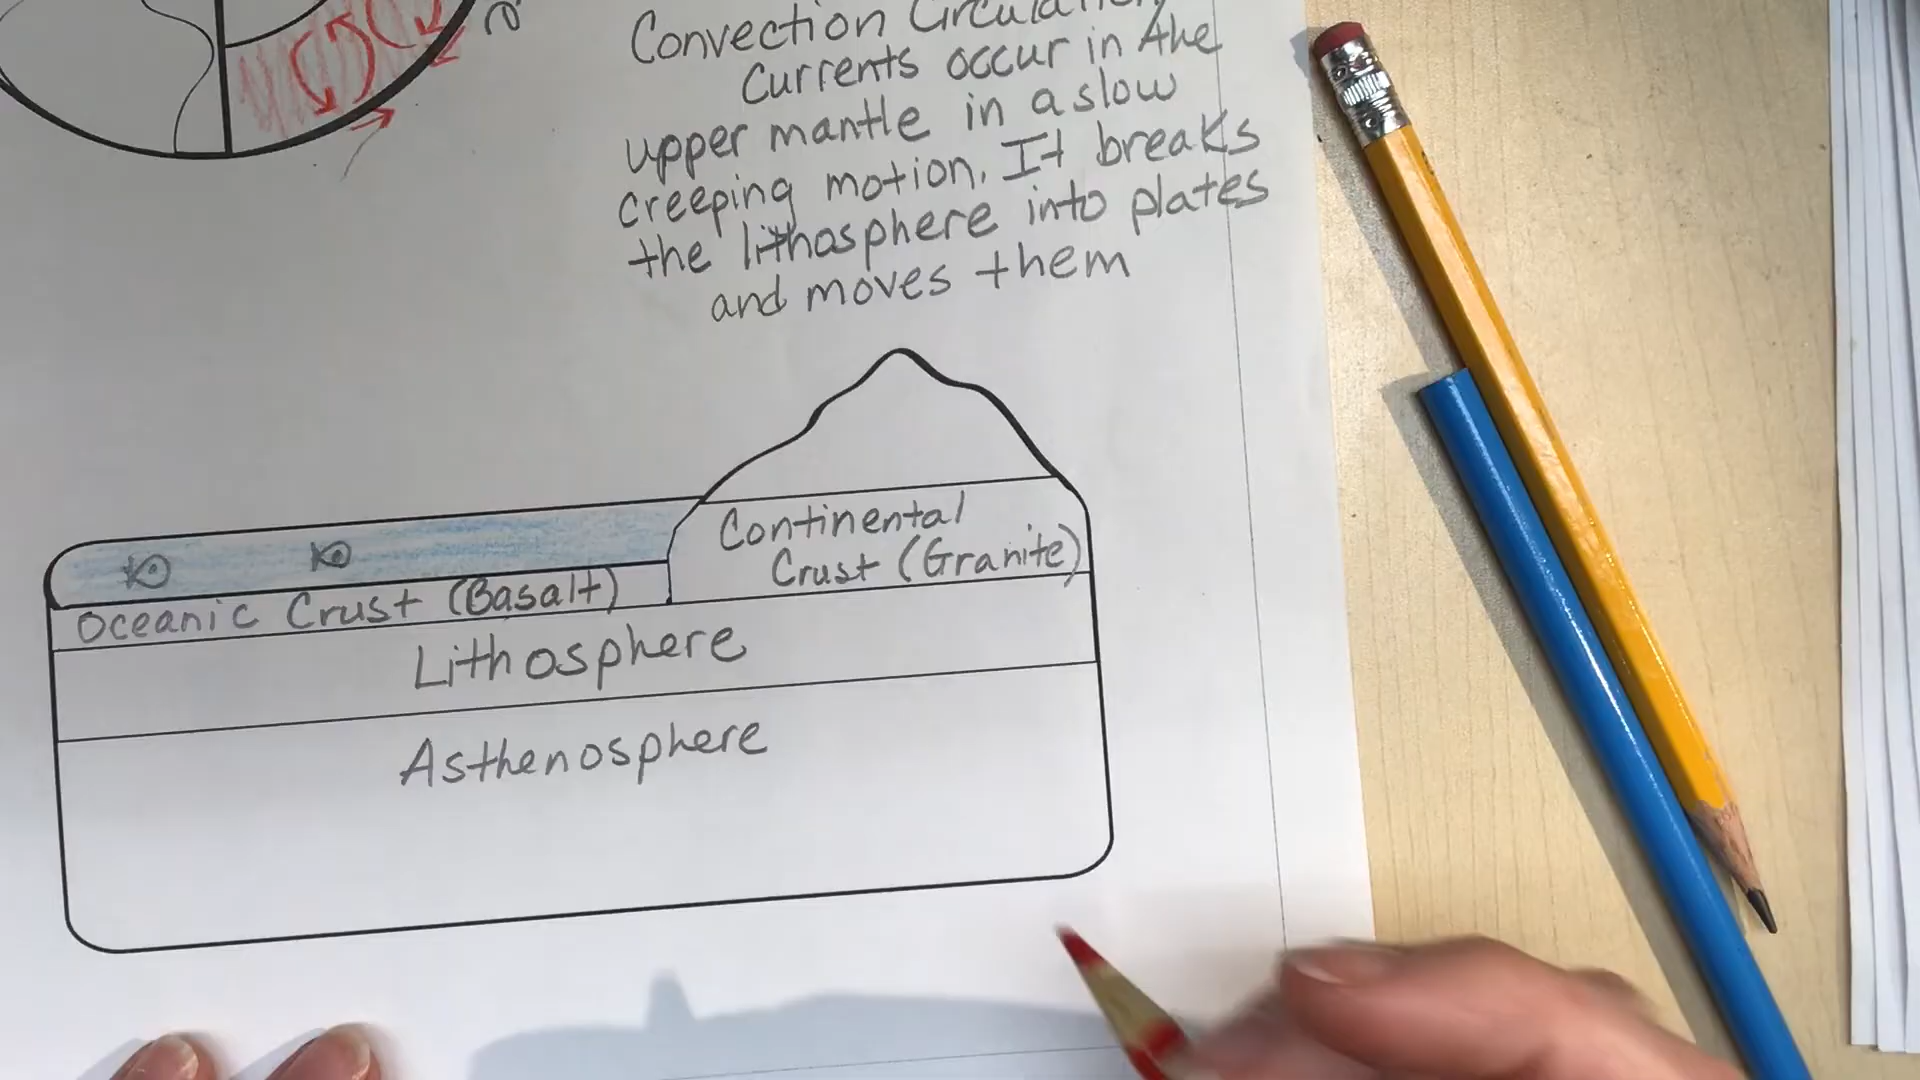 Convection Circulation
Currents occur in the
upper mantle in a slow
creeping motion. It breaks
the lithosphere into plates
and moves them
Continental
Crust (Granite)
Oceanic Crust (Basalt)
Lithosphere
Asthenosphere